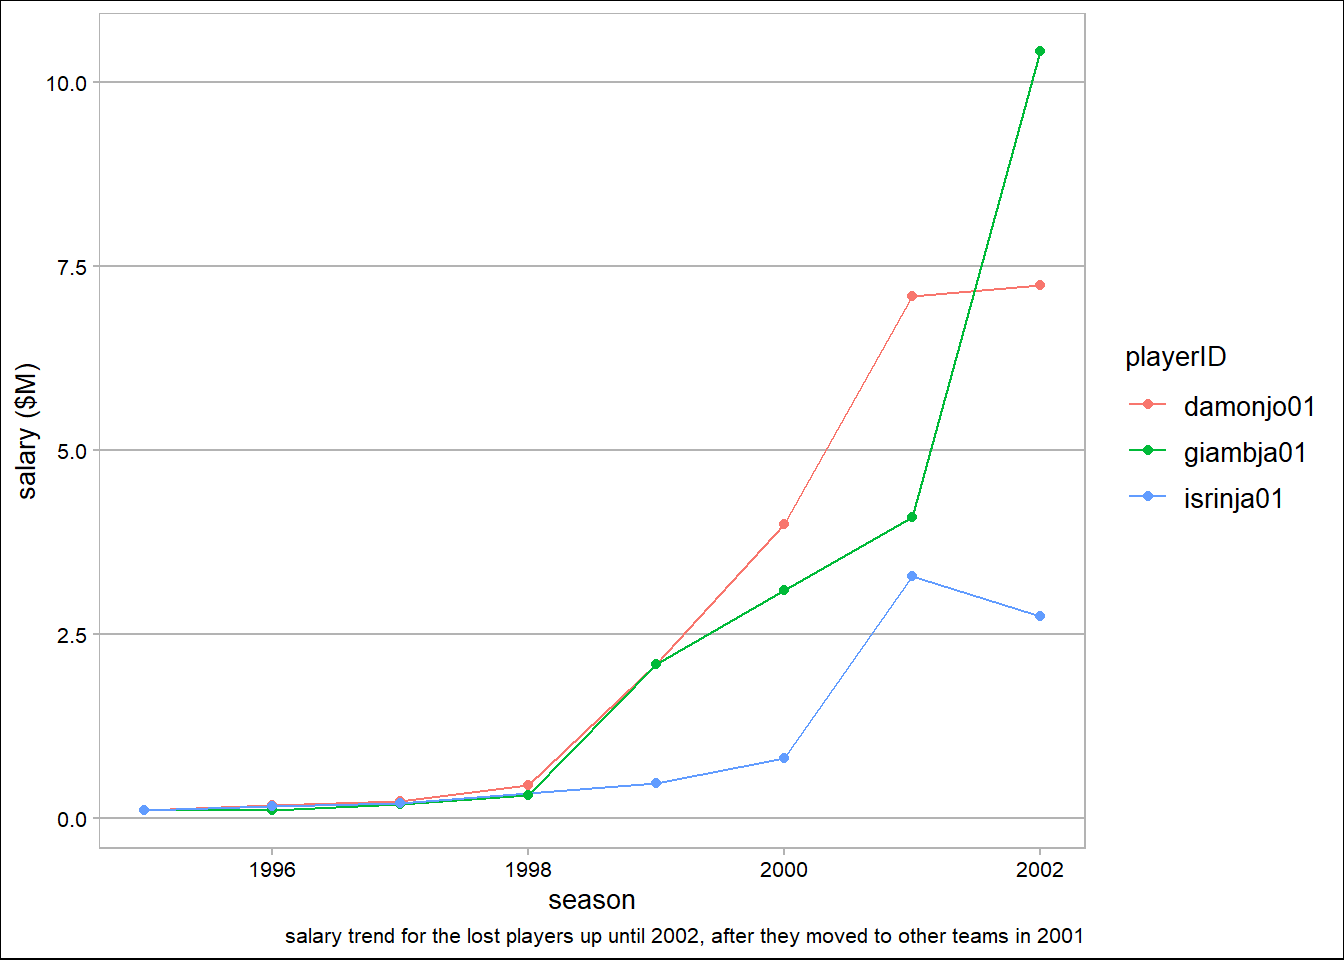 10.0
7.5
5.0
2.5
0.0
salary ($M)
1996 1998 2000 2002
season
salary trend for the lost players up until 2002, after they moved to other teams in 2001
playerID
damonjo01
giambja01
isrinja01